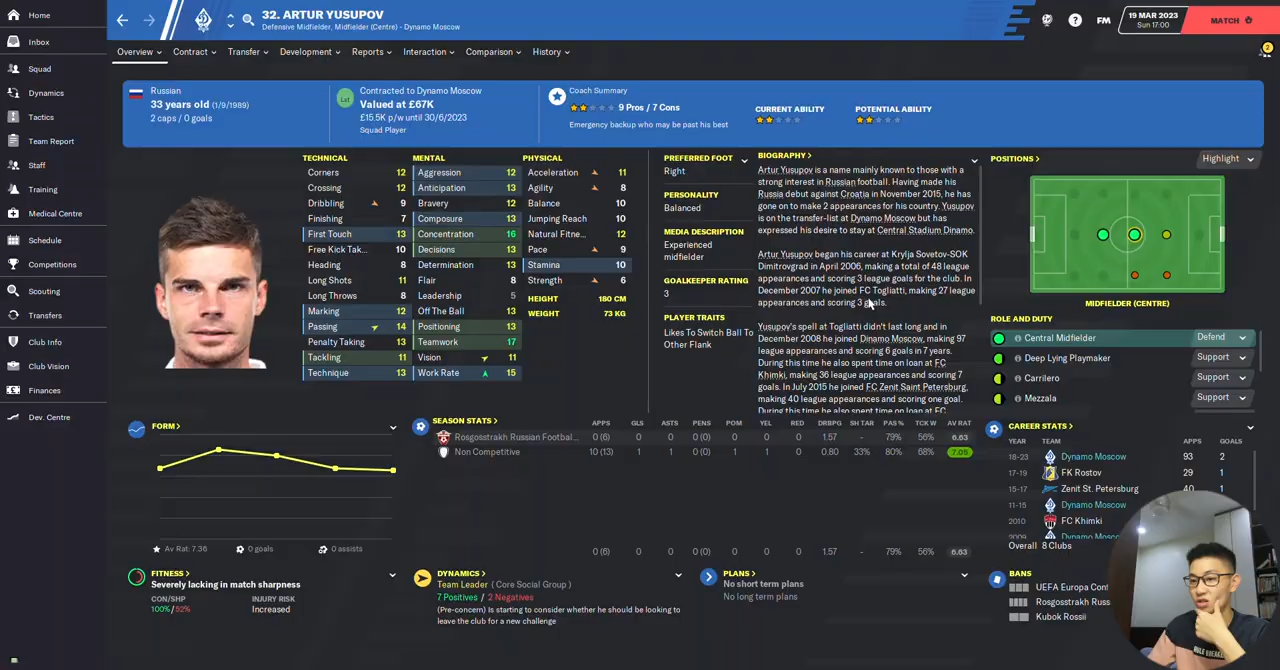 Home
Inbox
Squad
Dynamics
Tactics
Team Report
Staff
Training
Medical Centre
Schedule
Competitions
Scouting
Transfers
Club Info
Club Vision
Finances
Dev. Centre
32. ARTUR YUSUPOV
Defensive Midfielder, Midfielder (Centre) - Dynamo Moscow
FM
19 MAR 2023
Sun 17:00
MATCH
2
Overview
Contract
Transfer
Development
Reports
Interaction
Comparison
History
Russian
33 years old (1/9/1989)
2 caps / 0 goals
Contracted to Dynamo Moscow
Valued at £67K
£15.5K p/w until 30/6/2023
Squad Player
Coach Summary
9 Pros / 7 Cons
Emergency backup who may be past his best
CURRENT ABILITY
POTENTIAL ABILITY
TECHNICAL
Corners 12
Crossing 12
Dribbling 9
Finishing 7
First Touch 13
Free Kick Tak... 10
Heading 8
Long Shots 11
Long Throws 8
Marking 12
Passing 14
Penalty Taking 13
Tackling 11
Technique 13
MENTAL
Aggression 12
Anticipation 13
Bravery 12
Composure 13
Concentration 16
Decisions 13
Determination 13
Flair 8
Leadership 5
Off The Ball 13
Positioning 13
Teamwork 17
Vision 11
Work Rate 15
PHYSICAL
Acceleration 11
Agility 8
Balance 10
Jumping Reach 10
Natural Fitne... 12
Pace 9
Stamina 10
Strength 6
HEIGHT 180 CM
WEIGHT 73 KG
PREFERRED FOOT
Right
PERSONALITY
Balanced
MEDIA DESCRIPTION
Experienced
midfielder
GOALKEEPER RATING
3
PLAYER TRAITS
Likes To Switch Ball To
Other Flank
BIOGRAPHY >
Artur Yusupov is a name mainly known to those with a
strong interest in Russian football. Having made his
Russia debut against Croatia in November 2015, he has
gone on to make 2 appearances for his country. Yusupov
is on the transfer-list at Dynamo Moscow but has
expressed his desire to stay at Central Stadium Dinamo.
Artur Yusupov began his career at Krylja Sovetov-SOK
Dimitrovgrad in April 2006, making a total of 48 league
appearances and scoring 3 league goals for the club. In
December 2007 he joined FC Togliatti, making 27 league
appearances and scoring 3 goals.
Yusupov's spell at Togliatti didn't last long and in
December 2008 he joined Dinamo Moscow, making 97
league appearances and scoring 6 goals in 7 years.
During this time he also spent time on loan at FC
Khimki, making 36 league appearances and scoring 7
goals. In July 2015 he joined FC Zenit Saint Petersburg,
making 40 league appearances and scoring one goal.
During this time he also spent time on loan at FC
POSITIONS >
Highlight
MIDFIELDER (CENTRE)
ROLE AND DUTY
Central Midfielder Defend
Deep Lying Playmaker Support
Carrilero Support
Mezzala Support
FORM >
Av Rat: 7.36
0 goals
0 assists
SEASON STATS > APPS GLS ASTS PENS POM YEL RED DRBPG SH TAR PAS % TCK W AV RAT
Rosgosstrakh Russian Footbal... 0 (6) 0 0 0 (0) 0 0 0 1.57 - 79% 56% 6.63
Non Competitive 10 (13) 1 1 0 (0) 1 1 0 0.80 33% 80% 68% 7.05
0 (6) 0 0 0 (0) 0 0 0 1.57 - 79% 56% 6.63
CAREER STATS >
YEAR TEAM APPS GOALS
18-23 Dynamo Moscow 93 2
17-19 FK Rostov 29 1
15-17 Zenit St. Petersburg 40 1
11-15 Dynamo Moscow
2010 FC Khimki
2009 Dynamo Mosc
Overall 8 Clubs
FITNESS >
Severely lacking in match sharpness
CON/SHP
100%/52%
INJURY RISK
Increased
DYNAMICS >
Team Leader ( Core Social Group )
7 Positives / 2 Negatives
(Pre-concern) Is starting to consider whether he should be looking to
leave the club for a new challenge
PLANS >
No short term plans
No long term plans
BANS
UEFA Europa Conf
Rosgosstrakh Russ
Kubok Rossii